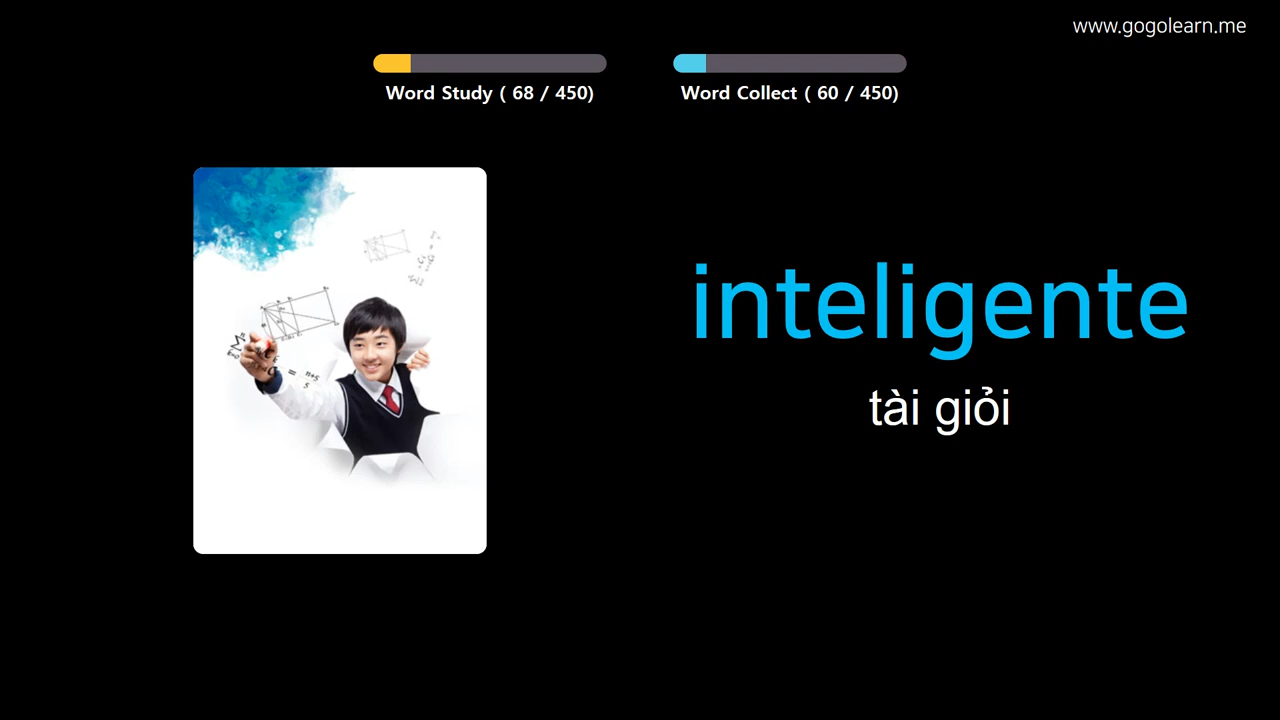 www.gogolearn.me
Word Study ( 68 / 450)
Word Collect ( 60 / 450)
inteligente
tài giỏi